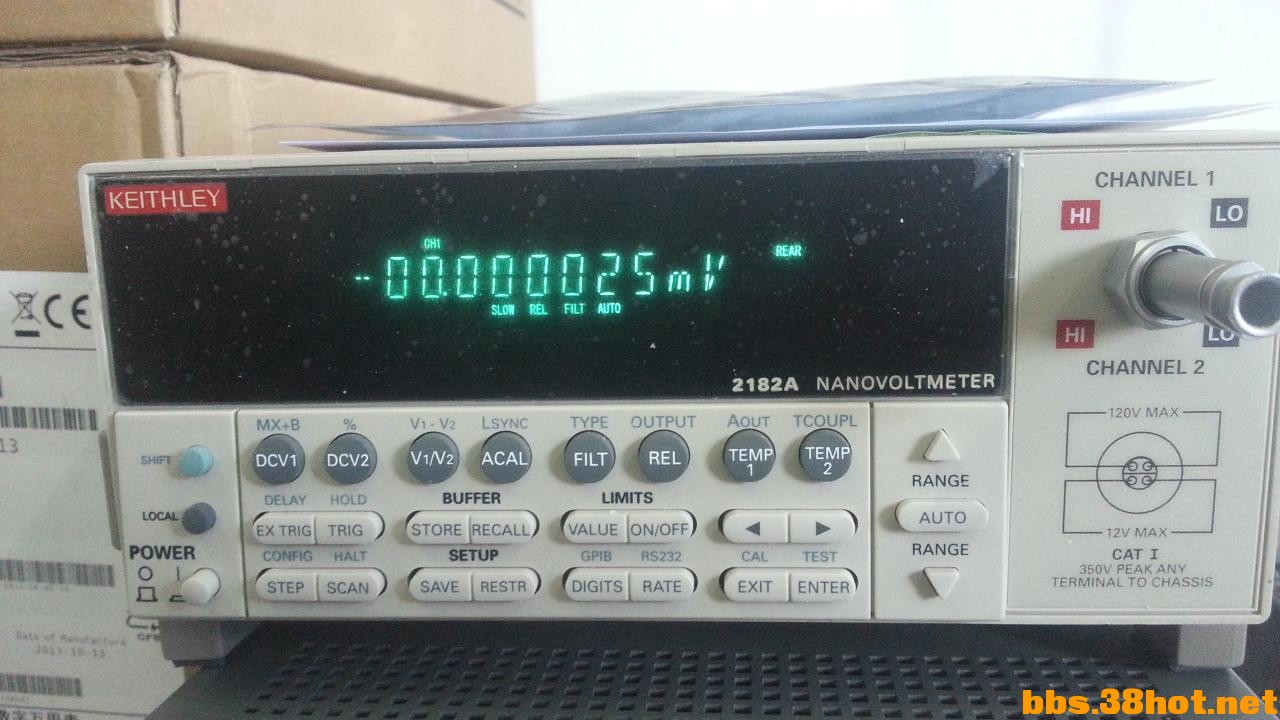 KEITHLEY
CH1
-00.000025mV
REAR
SLOW REL FILT AUTO
2182A NANOVOLTMETER
CHANNEL 1
HI LO
HI LO
CHANNEL 2
120V MAX
12V MAX
CAT I
350V PEAK ANY
TERMINAL TO CHASSIS
MX+B % V1 - V2 LSYNC TYPE OUTPUT AOUT TCOUPL
SHIFT DCV1 DCV2 V1/V2 ACAL FILT REL TEMP 1 TEMP 2
DELAY HOLD BUFFER LIMITS
LOCAL EX TRIG TRIG STORE RECALL VALUE ON/OFF ◄ ►
POWER CONFIG HALT SETUP GPIB RS232 CAL TEST
STEP SCAN SAVE RESTR DIGITS RATE EXIT ENTER
RANGE
AUTO
RANGE
CE
13
Date of Manufacture
2013-10-15
bbs.38hot.net